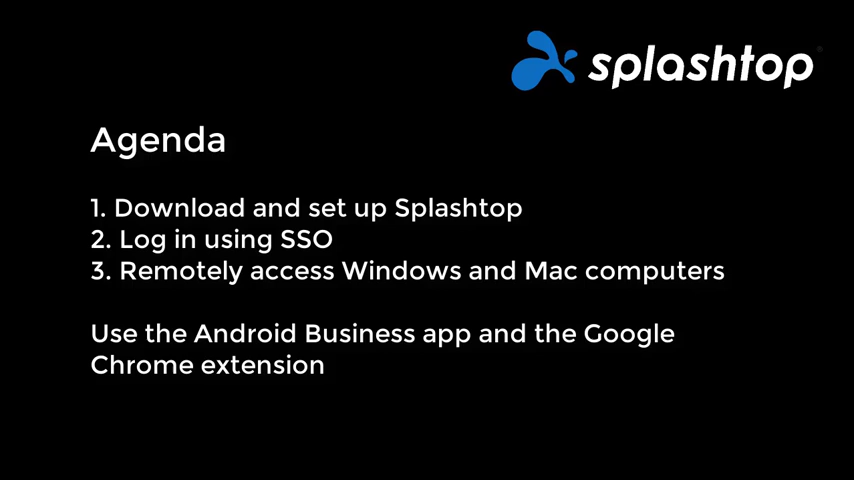 splashtop
Agenda
1. Download and set up Splashtop
2. Log in using SSO
3. Remotely access Windows and Mac computers
Use the Android Business app and the Google
Chrome extension